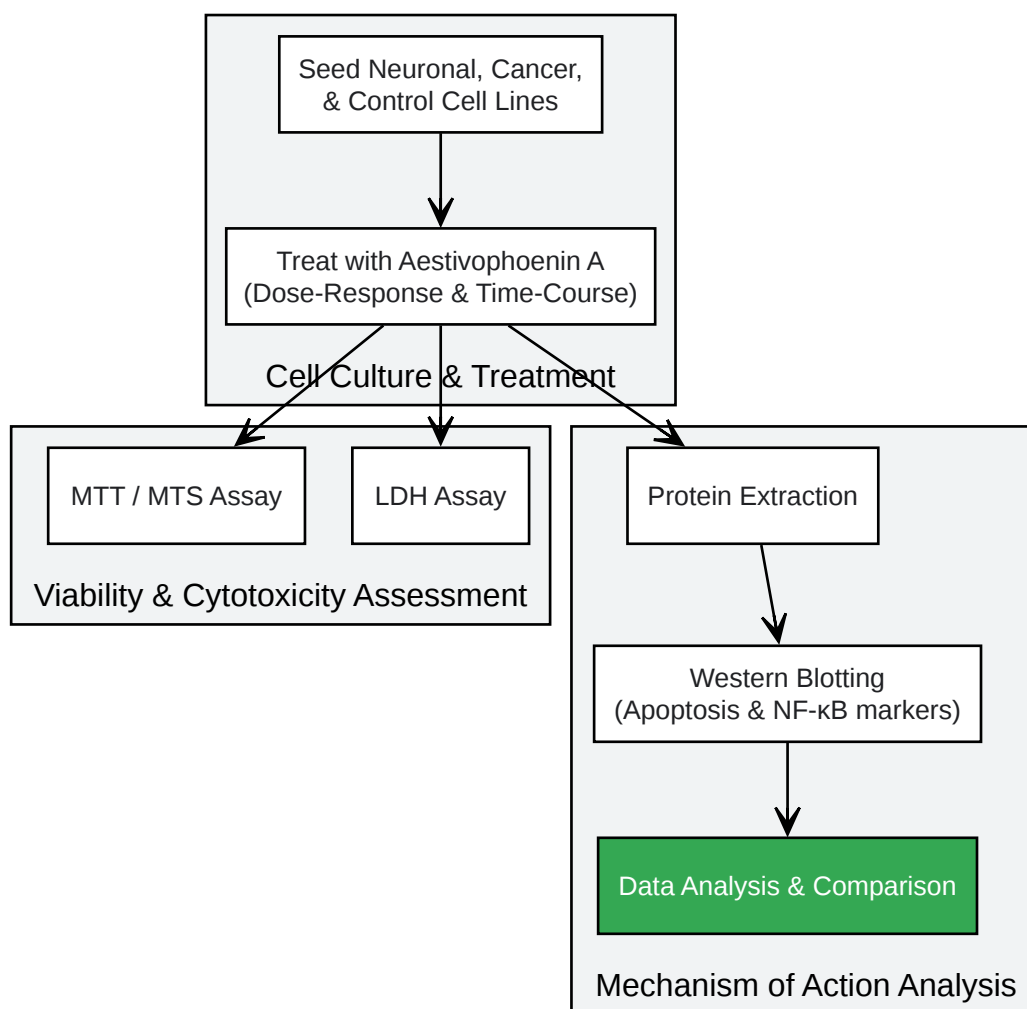 Seed Neuronal, Cancer,
& Control Cell Lines
Treat with Aestivophoenin A
(Dose-Response & Time-Course)
Cell Culture & Treatment
MTT / MTS Assay
LDH Assay
Viability & Cytotoxicity Assessment
Protein Extraction
Western Blotting
(Apoptosis & NF-κB markers)
Data Analysis & Comparison
Mechanism of Action Analysis